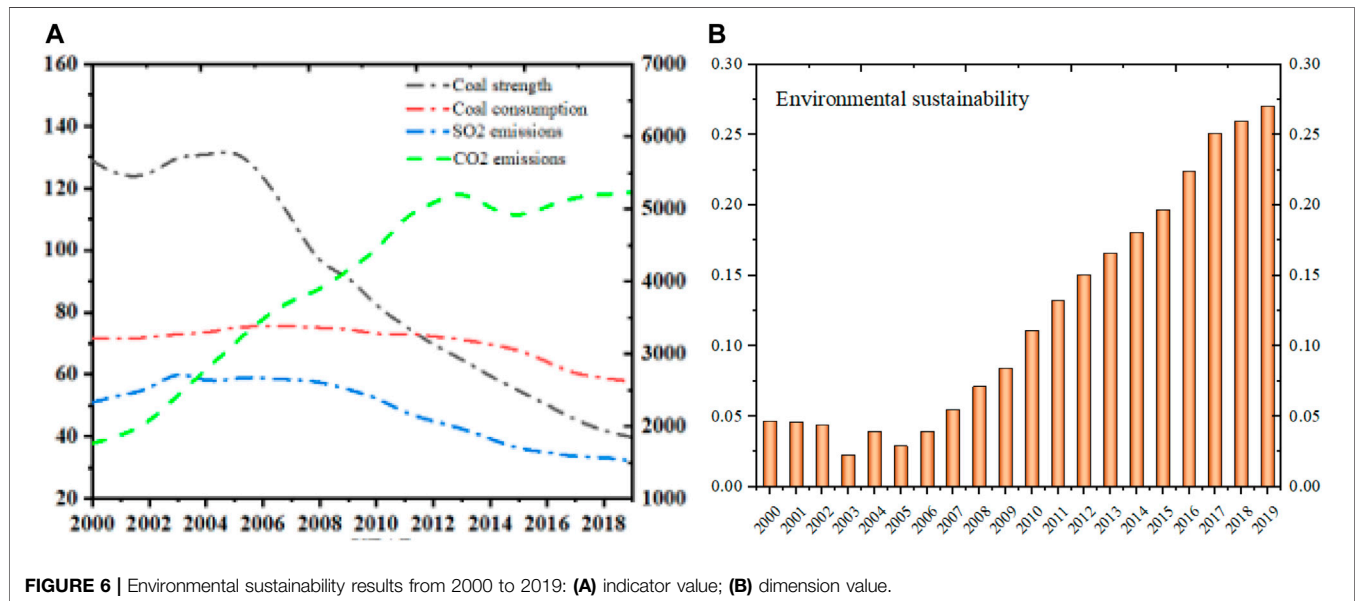 A
160
140
120
100
80
60
40
20
7000
6000
5000
4000
3000
2000
1000
Coal strength
Coal consumption
SO2 emissions
CO2 emissions
2000 2002 2004 2006 2008 2010 2012 2014 2016 2018
B
Environmental sustainability
0.30
0.25
0.20
0.15
0.10
0.05
0.00
0.30
0.25
0.20
0.15
0.10
0.05
0.00
2000 2001 2002 2003 2004 2005 2006 2007 2008 2009 2010 2011 2012 2013 2014 2015 2016 2017 2018 2019
FIGURE 6 | Environmental sustainability results from 2000 to 2019: (A) indicator value; (B) dimension value.